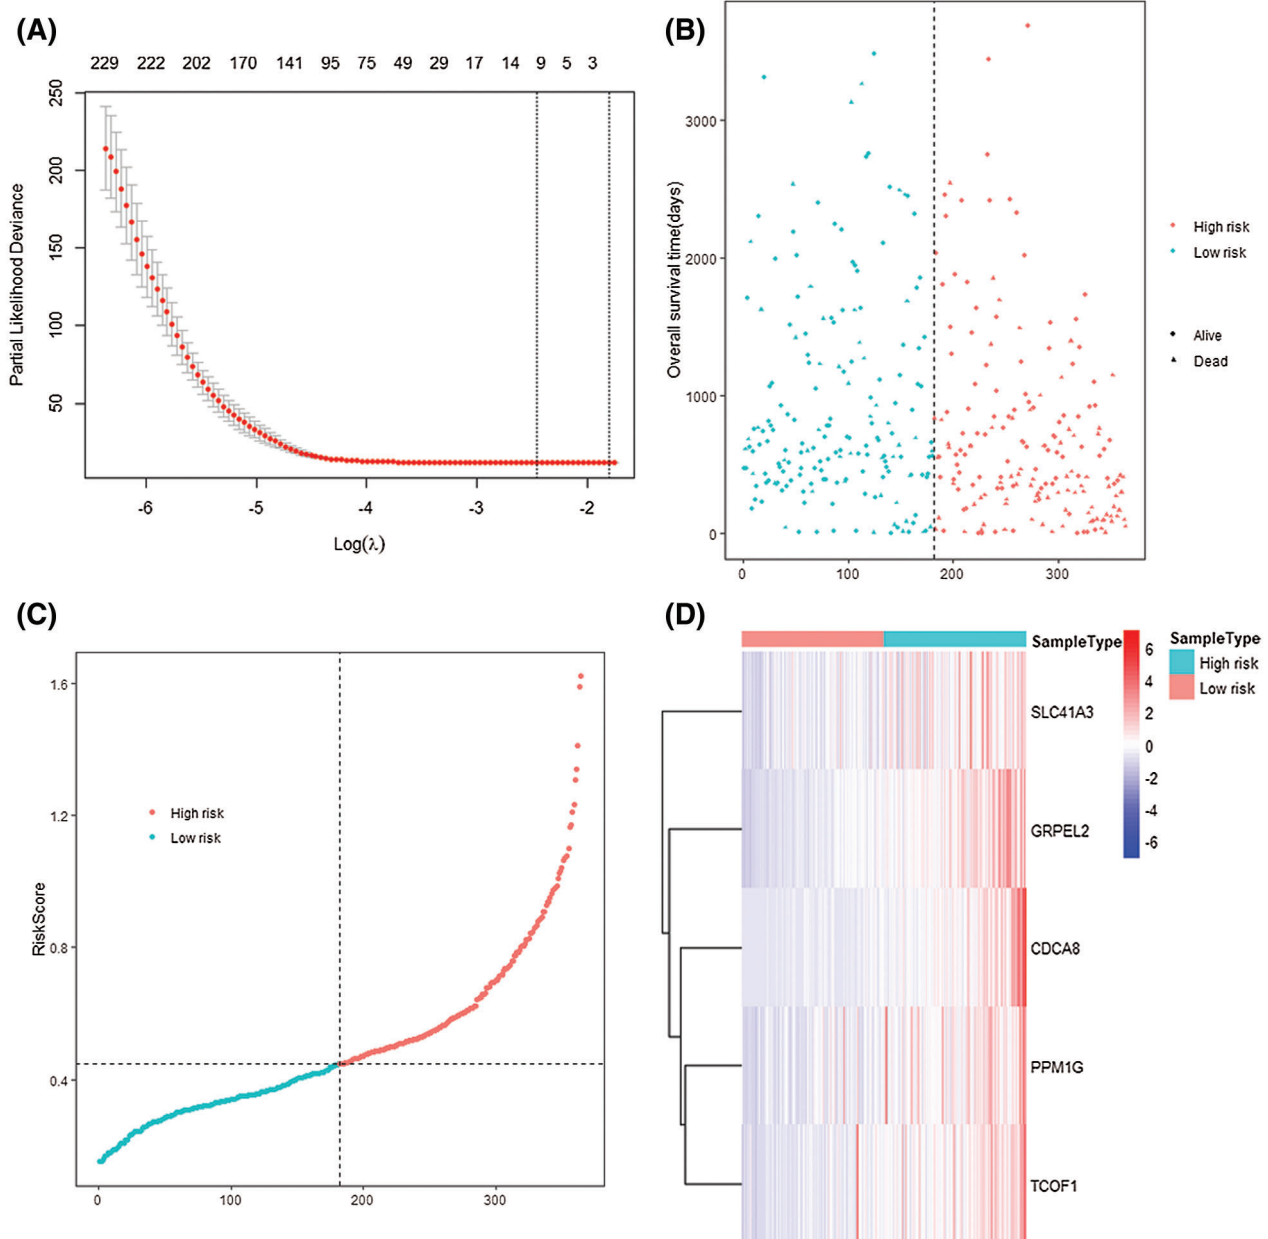 (A)
229 222 202 170 141 95 75 49 29 17 14 9 5 3
250
200
150
100
50
Partial Likelihood Deviance
-6 -5 -4 -3 -2
Log(λ)
(B)
3000
2000
1000
0
Overall survival time(days)
0 100 200 300
High risk
Low risk
Alive
Dead
(C)
1.6
1.2
0.8
0.4
RiskScore
High risk
Low risk
0 100 200 300
(D)
SampleType
SLC41A3
GRPEL2
CDCA8
PPM1G
TCOF1
6
4
2
0
-2
-4
-6
SampleType
High risk
Low risk